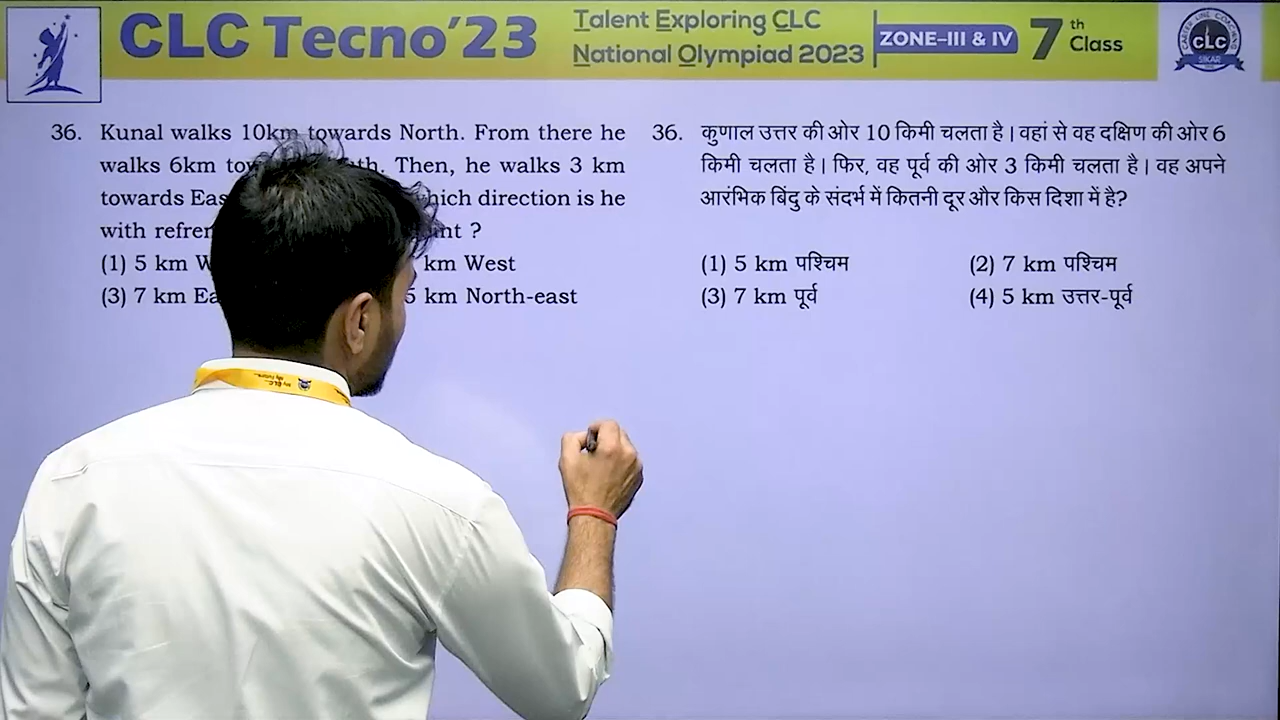 CLC Tecno'23
Talent Exploring CLC
National Olympiad 2023
ZONE–III & IV
7th Class
CLC
SIKAR
36. Kunal walks 10km towards North. From there he
walks 6km Then, he walks 3 km
towards direction is he
with ?
(1) 5 km km West
(3) 7 km 5 km North-east
36. कुणाल उत्तर की ओर 10 किमी चलता है। वहां से वह दक्षिण की ओर 6
किमी चलता है। फिर, वह पूर्व की ओर 3 किमी चलता है। वह अपने
आरंभिक बिंदु के संदर्भ में कितनी दूर और किस दिशा में है?
(1) 5 km पश्चिम (2) 7 km पश्चिम
(3) 7 km पूर्व (4) 5 km उत्तर-पूर्व